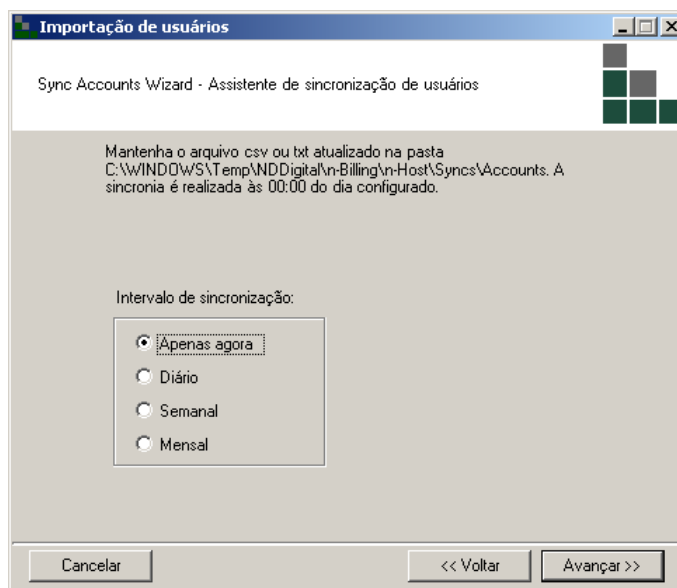 Importação de usuários
Sync Accounts Wizard - Assistente de sincronização de usuários
Mantenha o arquivo csv ou txt atualizado na pasta
C:\WINDOWS\Temp\NDDigital\n-Billing\n-Host\Syncs\Accounts. A
sincronia é realizada às 00:00 do dia configurado.
Intervalo de sincronização:
Apenas agora
Diário
Semanal
Mensal
Cancelar
<< Voltar
Avançar >>